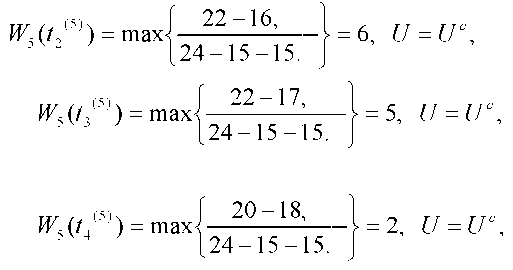 W₅(t₂⁽⁵⁾) = max{ 22 – 16, / 24 – 15 – 15. } = 6, U = Uᶜ,
W₅(t₃⁽⁵⁾) = max{ 22 – 17, / 24 – 15 – 15. } = 5, U = Uᶜ,
W₅(t₄⁽⁵⁾) = max{ 20 – 18, / 24 – 15 – 15. } = 2, U = Uᶜ,